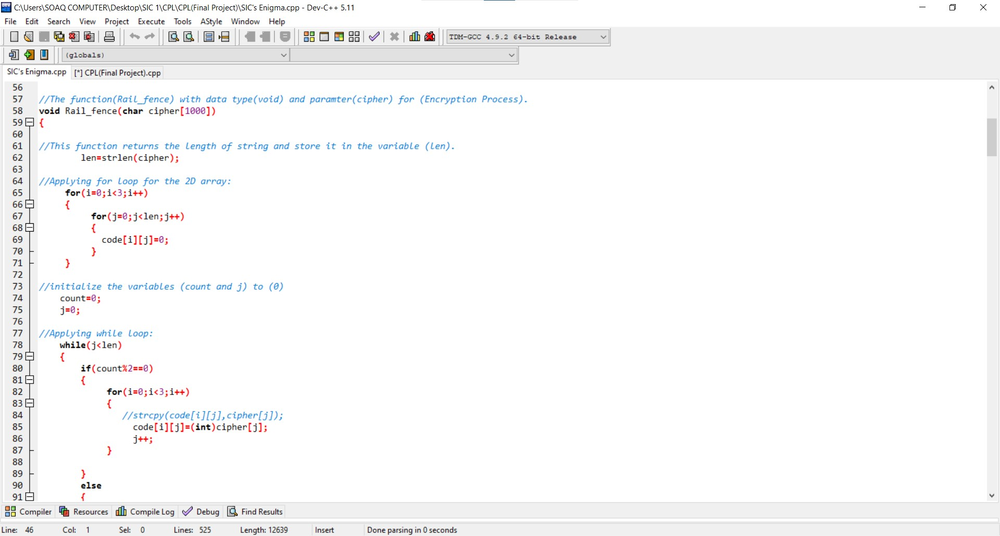 C:\Users\SOAQ COMPUTER\Desktop\SIC 1\CPL\CPL(Final Project)\SIC's Enigma.cpp - Dev-C++ 5.11
File Edit Search View Project Execute Tools AStyle Window Help
TDM-GCC 4.9.2 64-bit Release
(globals)
SIC's Enigma.cpp [*] CPL(Final Project).cpp
56
57 //The function(Rail_fence) with data type(void) and paramter(cipher) for (Encryption Process).
58 void Rail_fence(char cipher[1000])
59 {
60
61 //This function returns the length of string and store it in the variable (len).
62 len=strlen(cipher);
63
64 //Applying for loop for the 2D array:
65 for(i=0;i<3;i++)
66 {
67 for(j=0;j<len;j++)
68 {
69 code[i][j]=0;
70 }
71 }
72
73 //initialize the variables (count and j) to (0)
74 count=0;
75 j=0;
76
77 //Applying while loop:
78 while(j<len)
79 {
80 if(count%2==0)
81 {
82 for(i=0;i<3;i++)
83 {
84 //strcpy(code[i][j],cipher[j]);
85 code[i][j]=(int)cipher[j];
86 j++;
87 }
88
89 }
90 else
91 {
Compiler Resources Compile Log Debug Find Results
Line: 46 Col: 1 Sel: 0 Lines: 525 Length: 12639 Insert Done parsing in 0 seconds